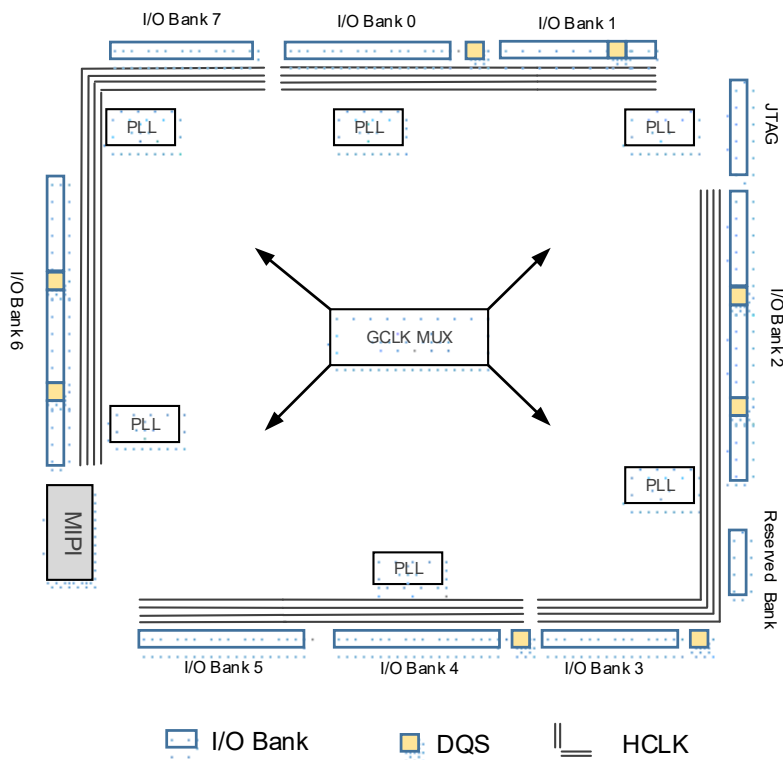 I/O Bank 7
I/O Bank 0
I/O Bank 1
PLL
PLL
PLL
JTAG
I/O Bank 6
GCLK MUX
I/O Bank 2
PLL
PLL
MIPI
Reserved Bank
PLL
I/O Bank 5
I/O Bank 4
I/O Bank 3
I/O Bank
DQS
HCLK